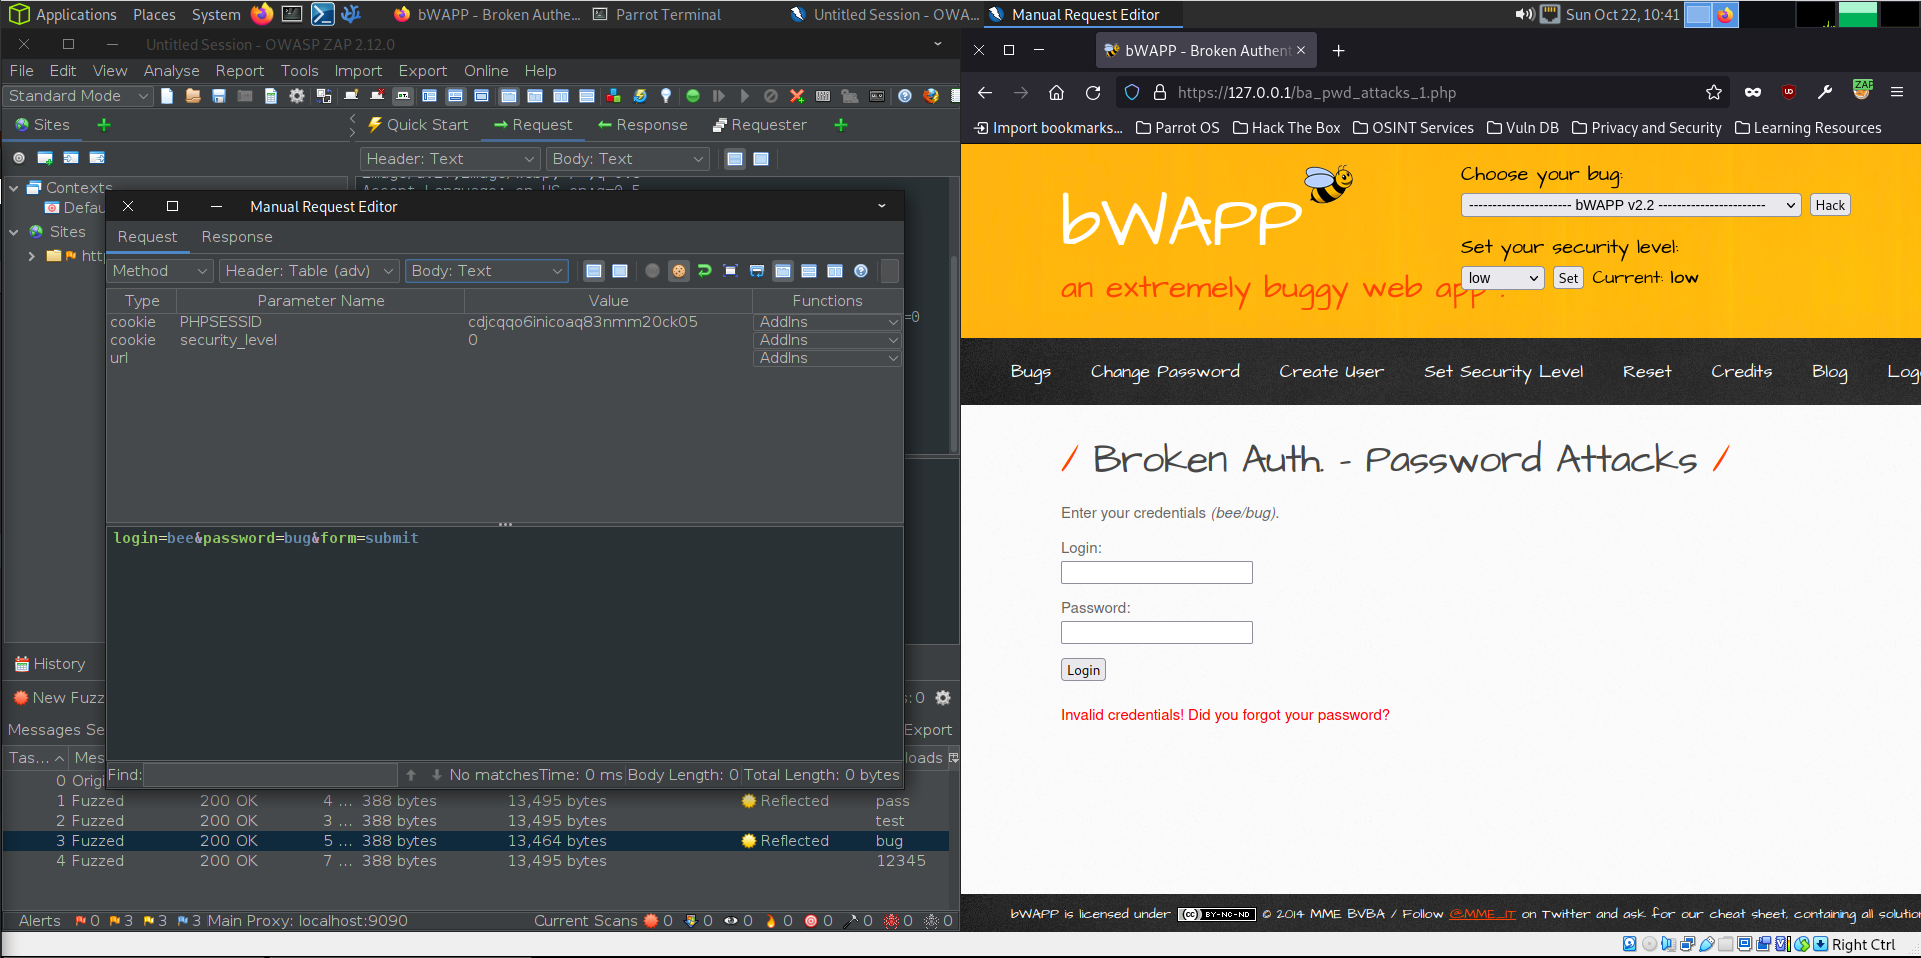 Applications Places System bWAPP - Broken Authe... Parrot Terminal Untitled Session - OWA... Manual Request Editor Sun Oct 22, 10:41
Untitled Session - OWASP ZAP 2.12.0
File Edit View Analyse Report Tools Import Export Online Help
Standard Mode
Sites Quick Start Request Response Requester
Header: Text Body: Text
Contexts
Defau
Sites
htt
Manual Request Editor
Request Response
Method Header: Table (adv) Body: Text
Type Parameter Name Value Functions
cookie PHPSESSID cdjcqqo6inicoaq83nmm20ck05 AddIns
cookie security_level 0 AddIns
url AddIns
=0
login=bee&password=bug&form=submit
Find: No matches Time: 0 ms Body Length: 0 Total Length: 0 bytes
History
New Fuzz s: 0
Messages Se Export
Tas... Mes loads
0 Origi
1 Fuzzed 200 OK 4 ... 388 bytes 13,495 bytes Reflected pass
2 Fuzzed 200 OK 3 ... 388 bytes 13,495 bytes test
3 Fuzzed 200 OK 5 ... 388 bytes 13,464 bytes Reflected bug
4 Fuzzed 200 OK 7 ... 388 bytes 13,495 bytes 12345
Alerts 0 3 3 3 Main Proxy: localhost:9090 Current Scans 0 0 0 0 0 0 0 0
bWAPP - Broken Authent
https://127.0.0.1/ba_pwd_attacks_1.php
ZAP
Import bookmarks... Parrot OS Hack The Box OSINT Services Vuln DB Privacy and Security Learning Resources
bWAPP
an extremely buggy web app !
Choose your bug:
---------------------- bWAPP v2.2 ----------------------- Hack
Set your security level:
low Set Current: low
Bugs Change Password Create User Set Security Level Reset Credits Blog Log
/ Broken Auth. - Password Attacks /
Enter your credentials (bee/bug).
Login:
Password:
Login
Invalid credentials! Did you forgot your password?
bWAPP is licensed under (cc) BY-NC-ND © 2014 MME BVBA / Follow @MME_IT on Twitter and ask for our cheat sheet, containing all solution
Right Ctrl